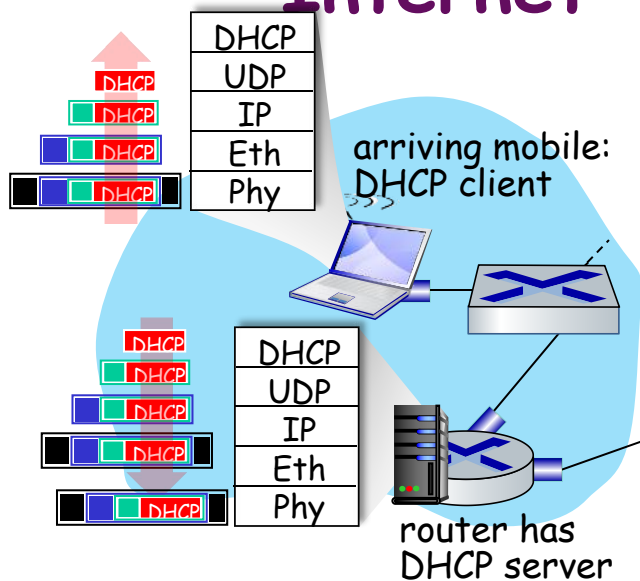 Internet
DHCP
UDP
IP
Eth
Phy
DHCP
DHCP
DHCP
DHCP
arriving mobile:
DHCP client
DHCP
UDP
IP
Eth
Phy
DHCP
DHCP
DHCP
DHCP
DHCP
router has
DHCP server